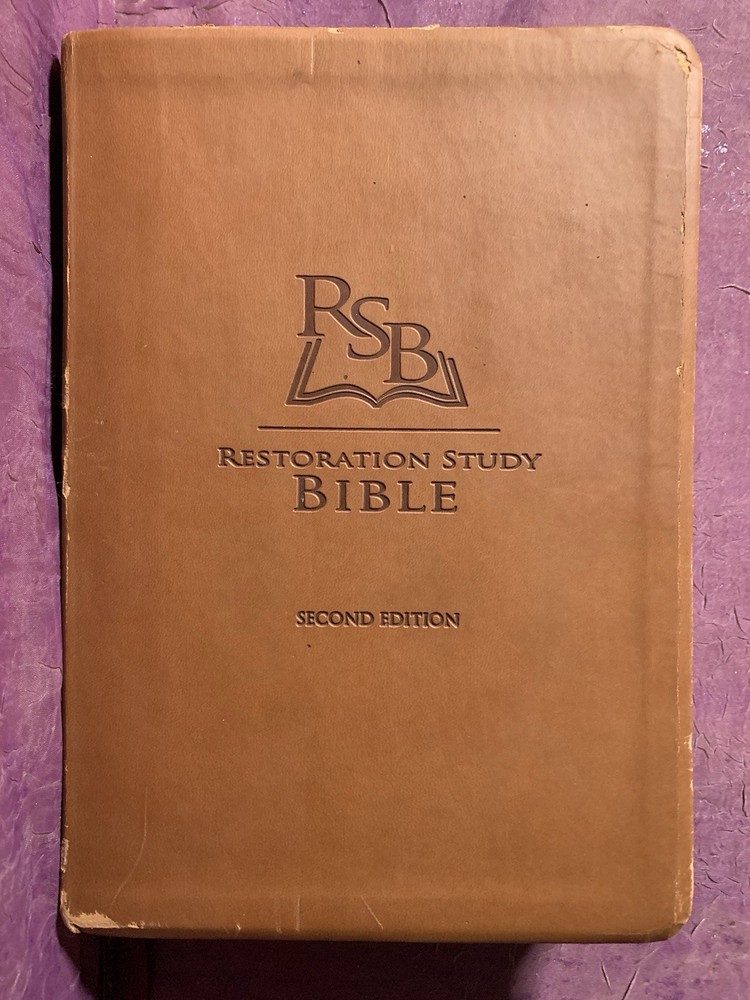 RSB
RESTORATION STUDY
BIBLE
SECOND EDITION